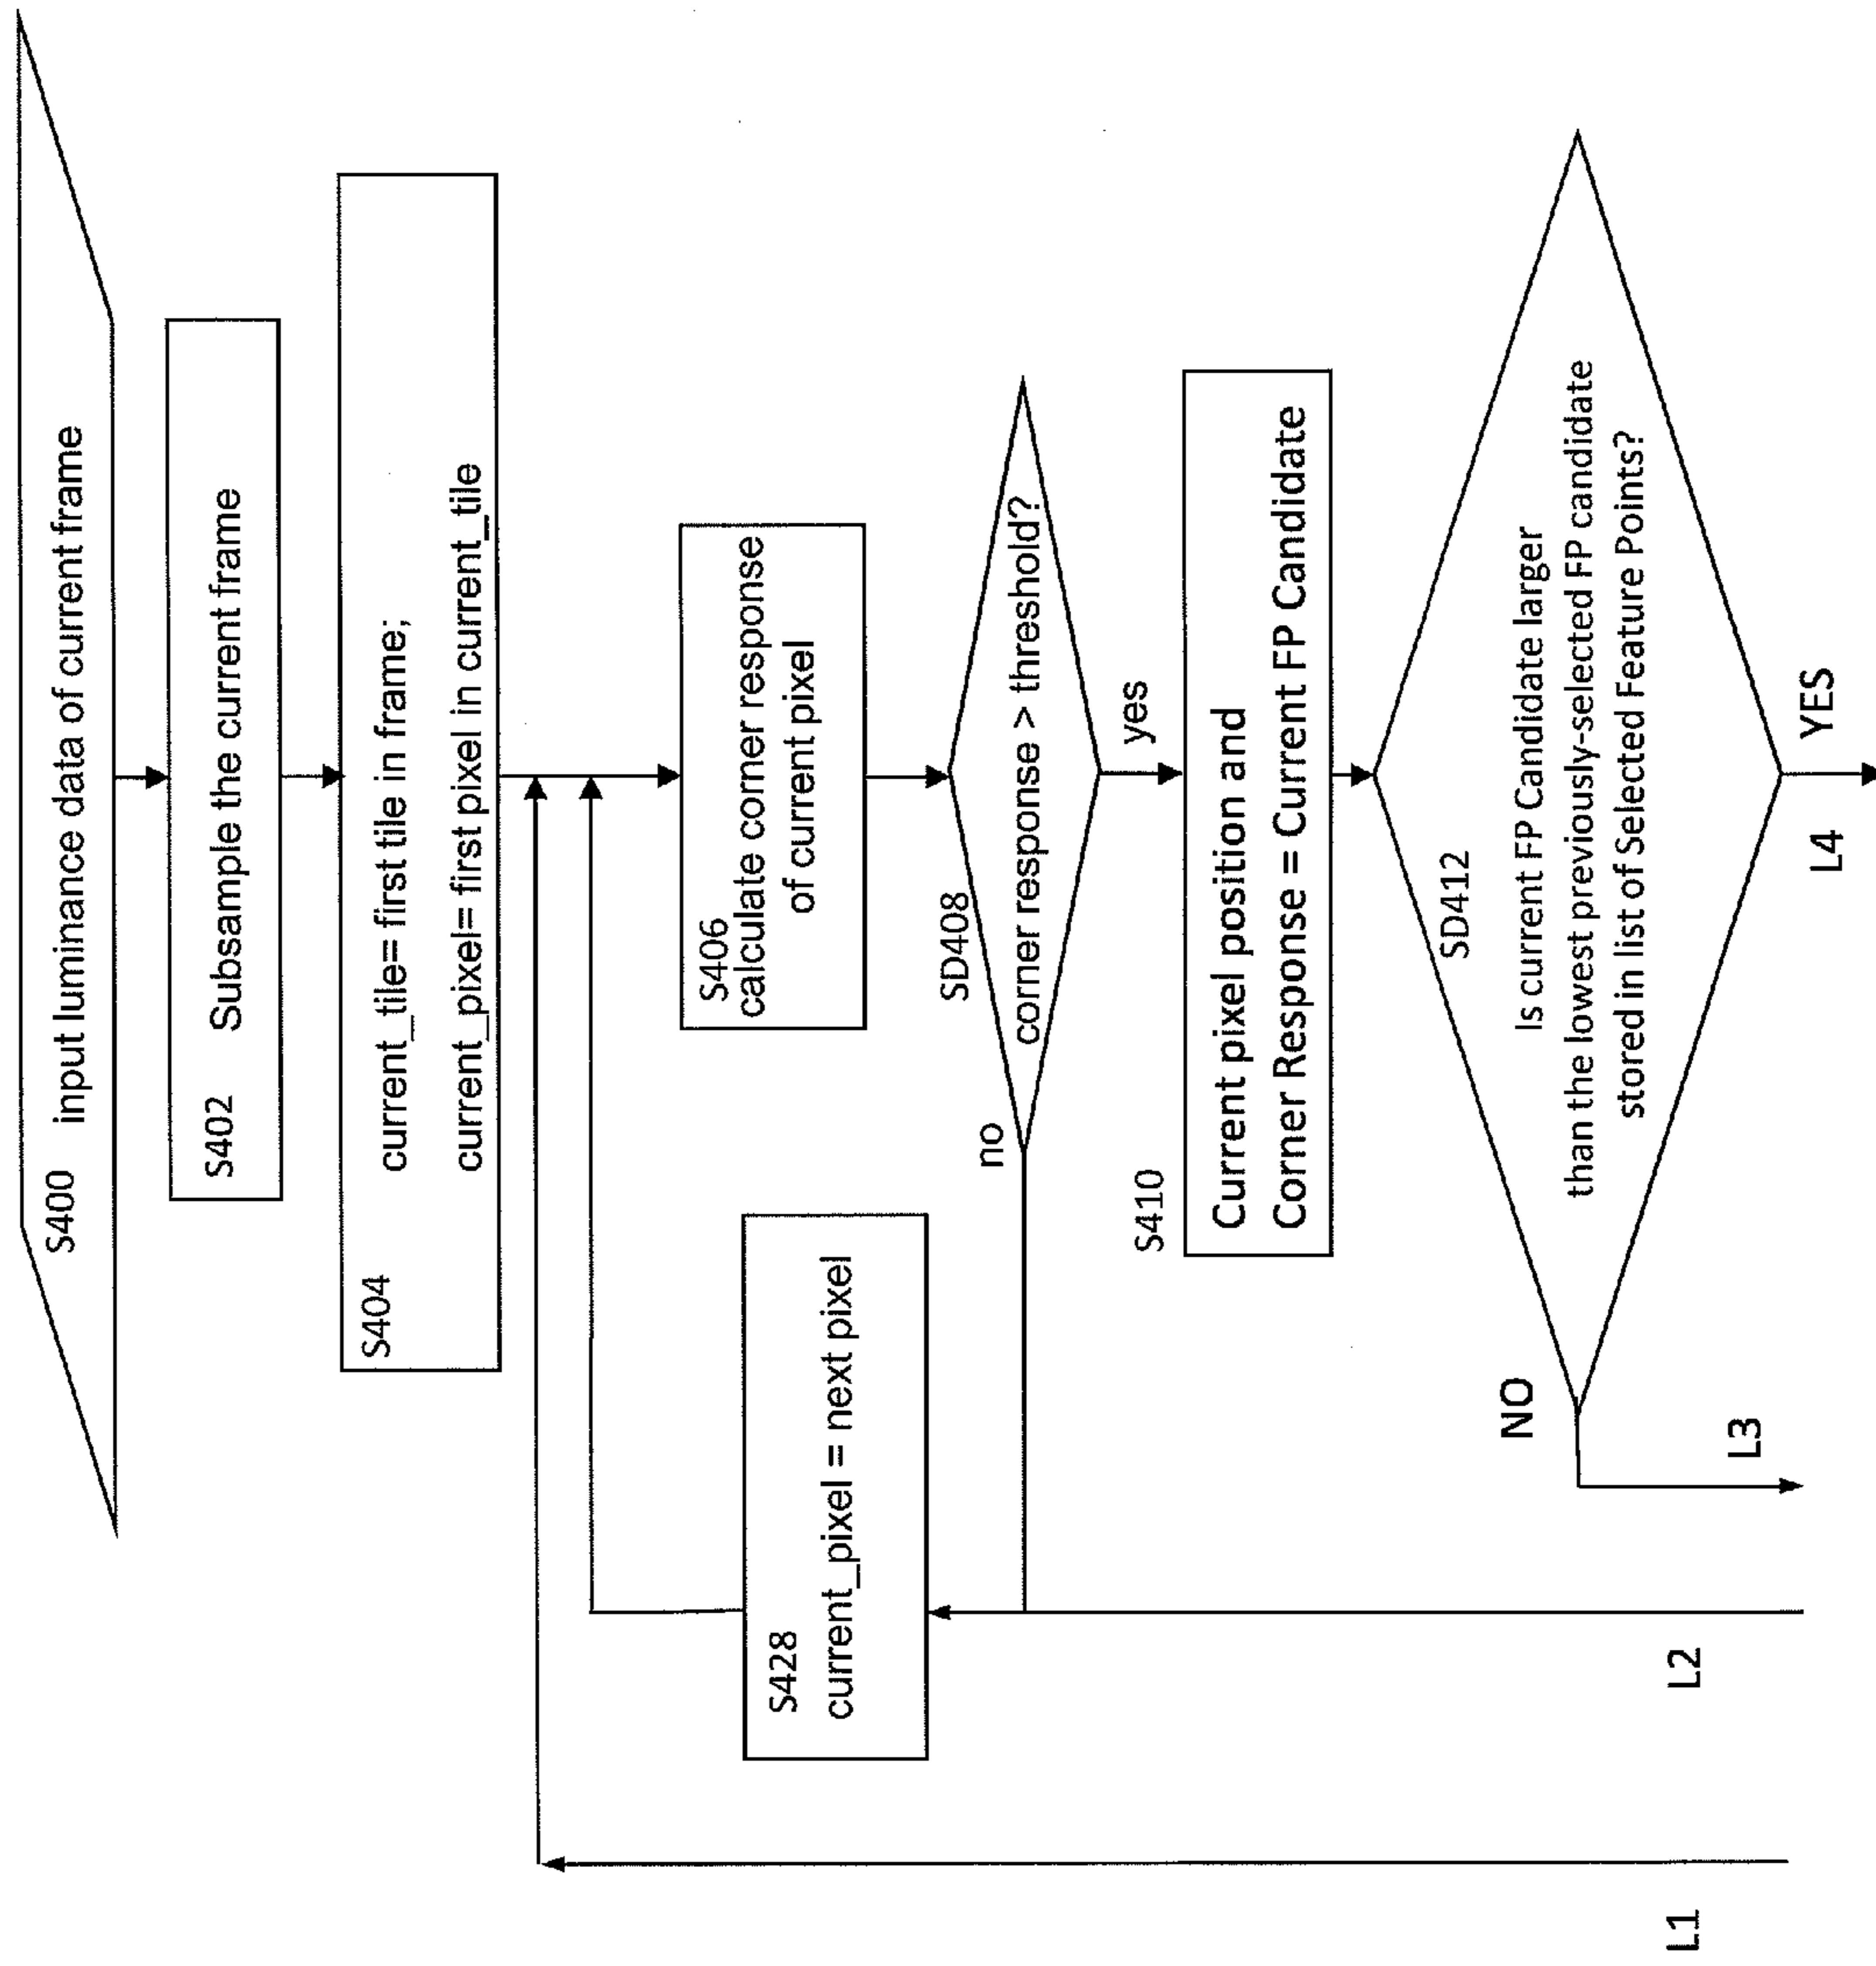 S400
input luminance data of current frame
S402
Subsample the current frame
S404
current_tile= first tile in frame;
current_pixel= first pixel in current_tile
S406
calculate corner response
of current pixel
SD408
corner response > threshold?
no
yes
S428
current_pixel = next pixel
S410
Current pixel position and
Corner Response = Current FP Candidate
SD412
Is current FP Candidate larger
than the lowest previously-selected FP candidate
stored in list of Selected Feature Points?
NO
YES
L1
L2
L3
L4